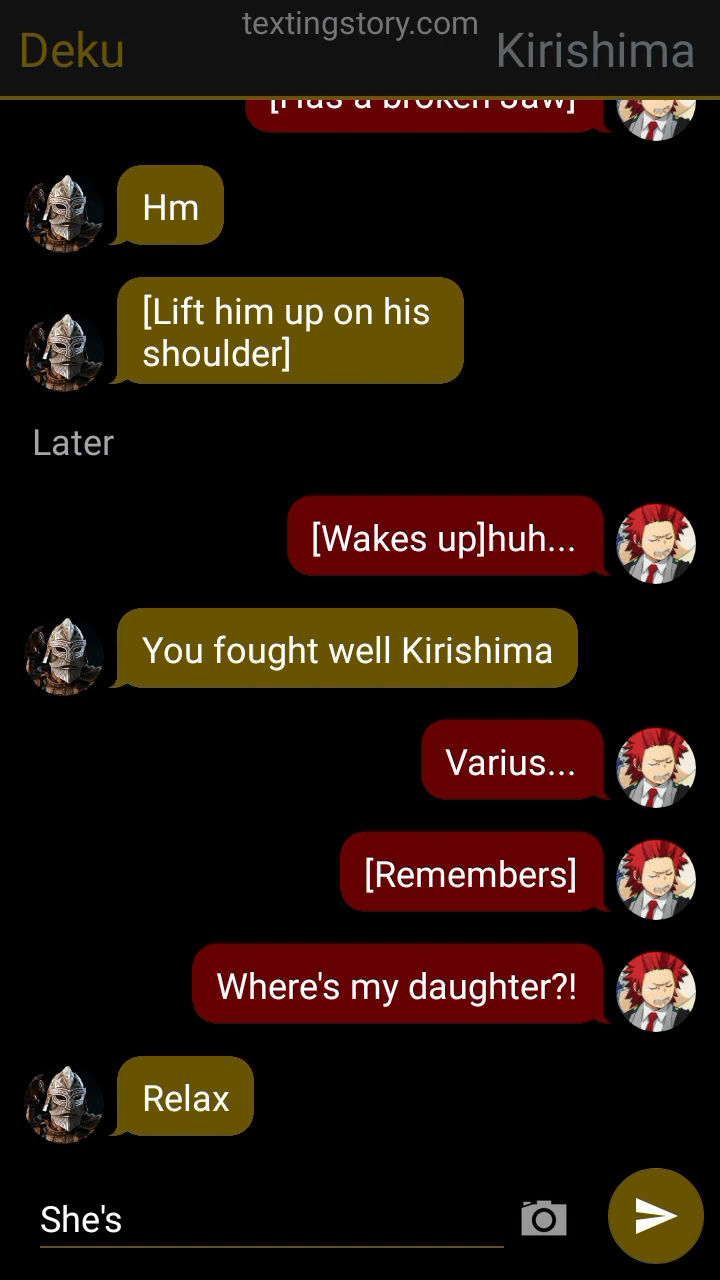 textingstory.com
Deku
Kirishima
[Has a broken Jaw]
Hm
[Lift him up on his
shoulder]
Later
[Wakes up]huh...
You fought well Kirishima
Varius...
[Remembers]
Where's my daughter?!
Relax
She's